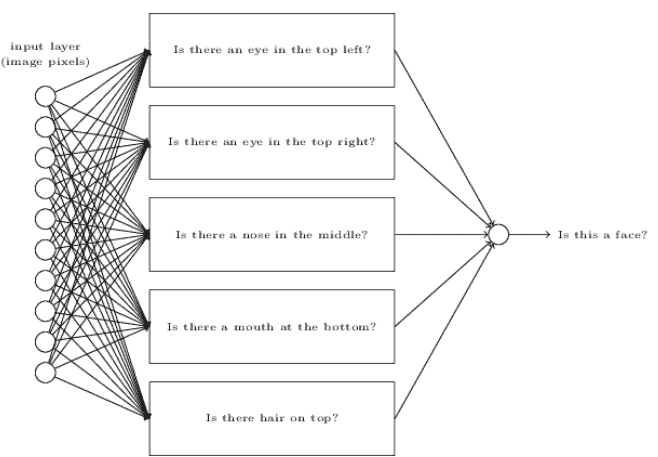 input layer
(image pixels)
Is there an eye in the top left?
Is there an eye in the top right?
Is there a nose in the middle?
Is there a mouth at the bottom?
Is there hair on top?
Is this a face?